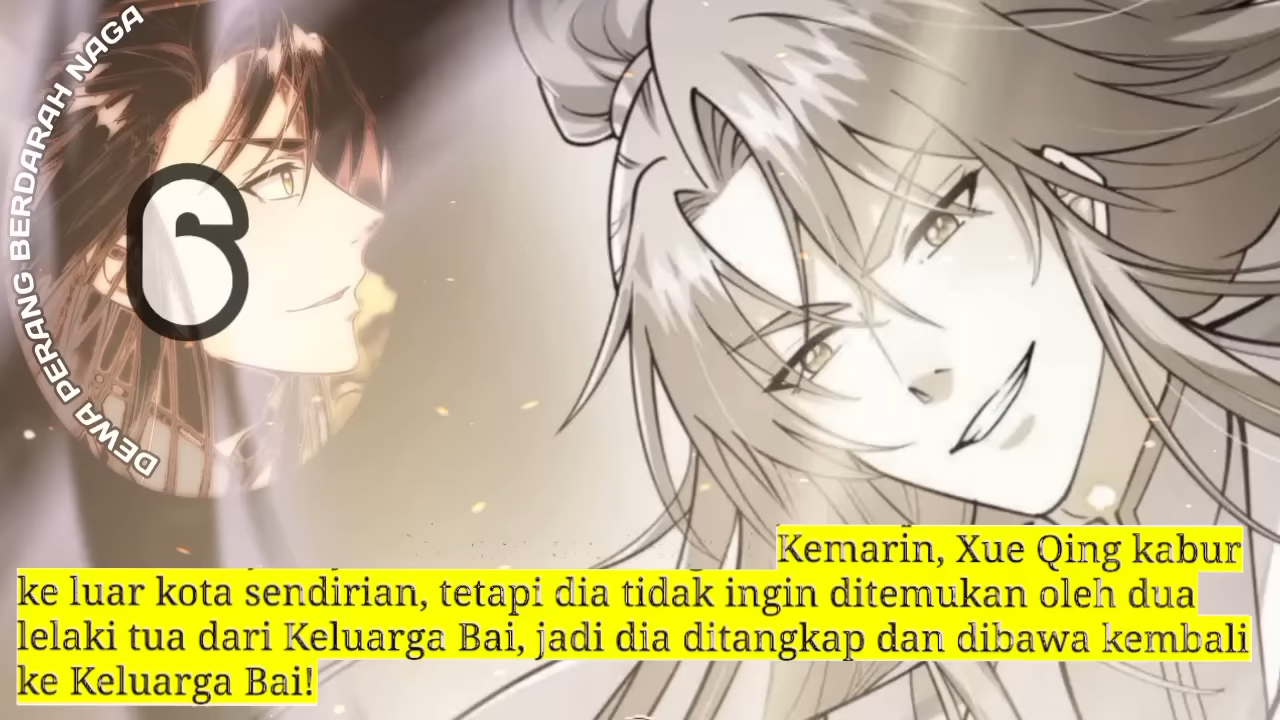 DEWA PERANG BERDARAH NAGA
6
Kemarin, Xue Qing kabur
ke luar kota sendirian, tetapi dia tidak ingin ditemukan oleh dua
lelaki tua dari Keluarga Bai, jadi dia ditangkap dan dibawa kembali
ke Keluarga Bai!